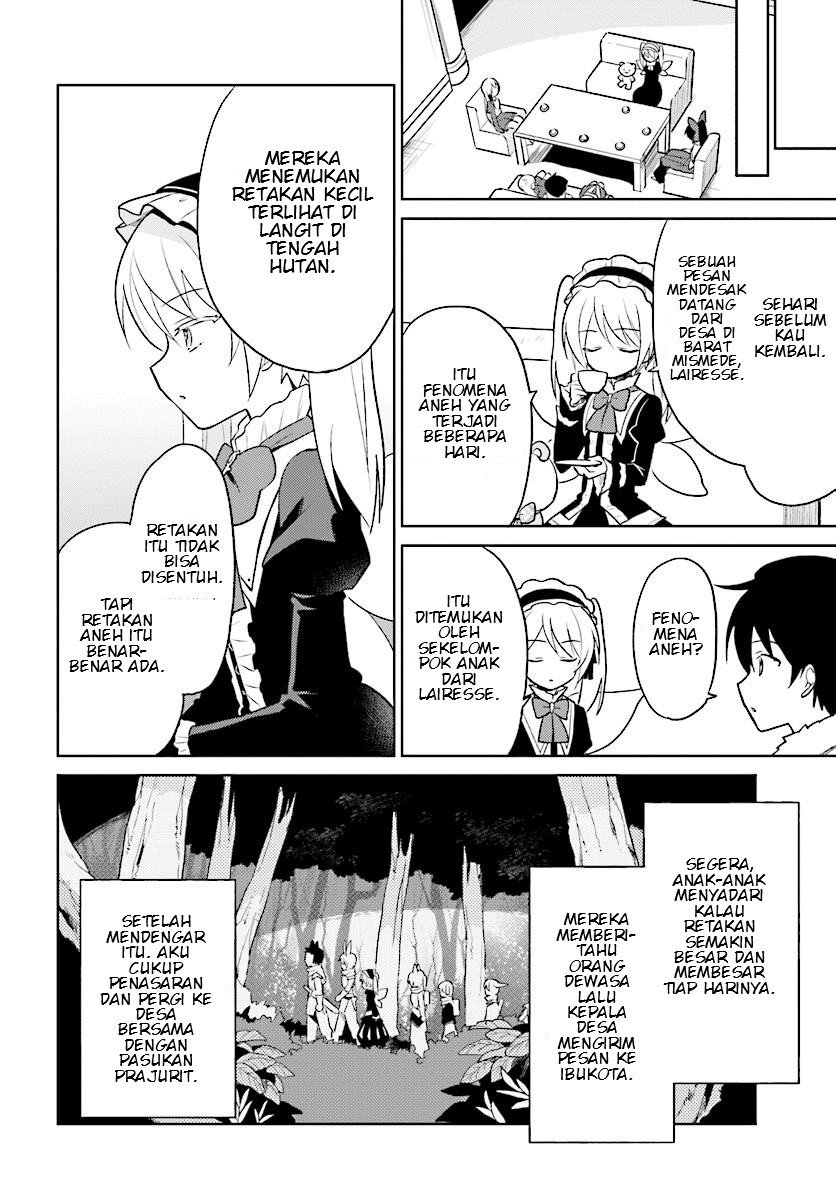 SEHARI
SEBELUM
KAU
KEMBALI.
SEBUAH
PESAN
MENDESAK
DATANG
DARI
DESA DI
BARAT
MISMEDE,
LAIRESSE.
ITU
FENOMENA
ANEH YANG
TERJADI
BEBERAPA
HARI.
FENO-
MENA
ANEH?
ITU
DITEMUKAN
OLEH
SEKELOM-
POK ANAK
DARI
LAIRESSE.
MEREKA
MENEMUKAN
RETAKAN KECIL
TERLIHAT DI
LANGIT DI
TENGAH
HUTAN.
RETAKAN
ITU TIDAK
BISA
DISENTUH.
TAPI
RETAKAN
ANEH ITU
BENAR-
BENAR ADA.
SEGERA,
ANAK-ANAK
MENYADARI
KALAU
RETAKAN
SEMAKIN
BESAR DAN
MEMBESAR
TIAP HARINYA.
MEREKA
MEMBERI-
TAHU
ORANG
DEWASA
LALU
KEPALA
DESA
MENGIRIM
PESAN KE
IBUKOTA.
SETELAH
MENDENGAR
ITU. AKU
CUKUP
PENASARAN
DAN PERGI KE
DESA
BERSAMA
DENGAN
PASUKAN
PRAJURIT.